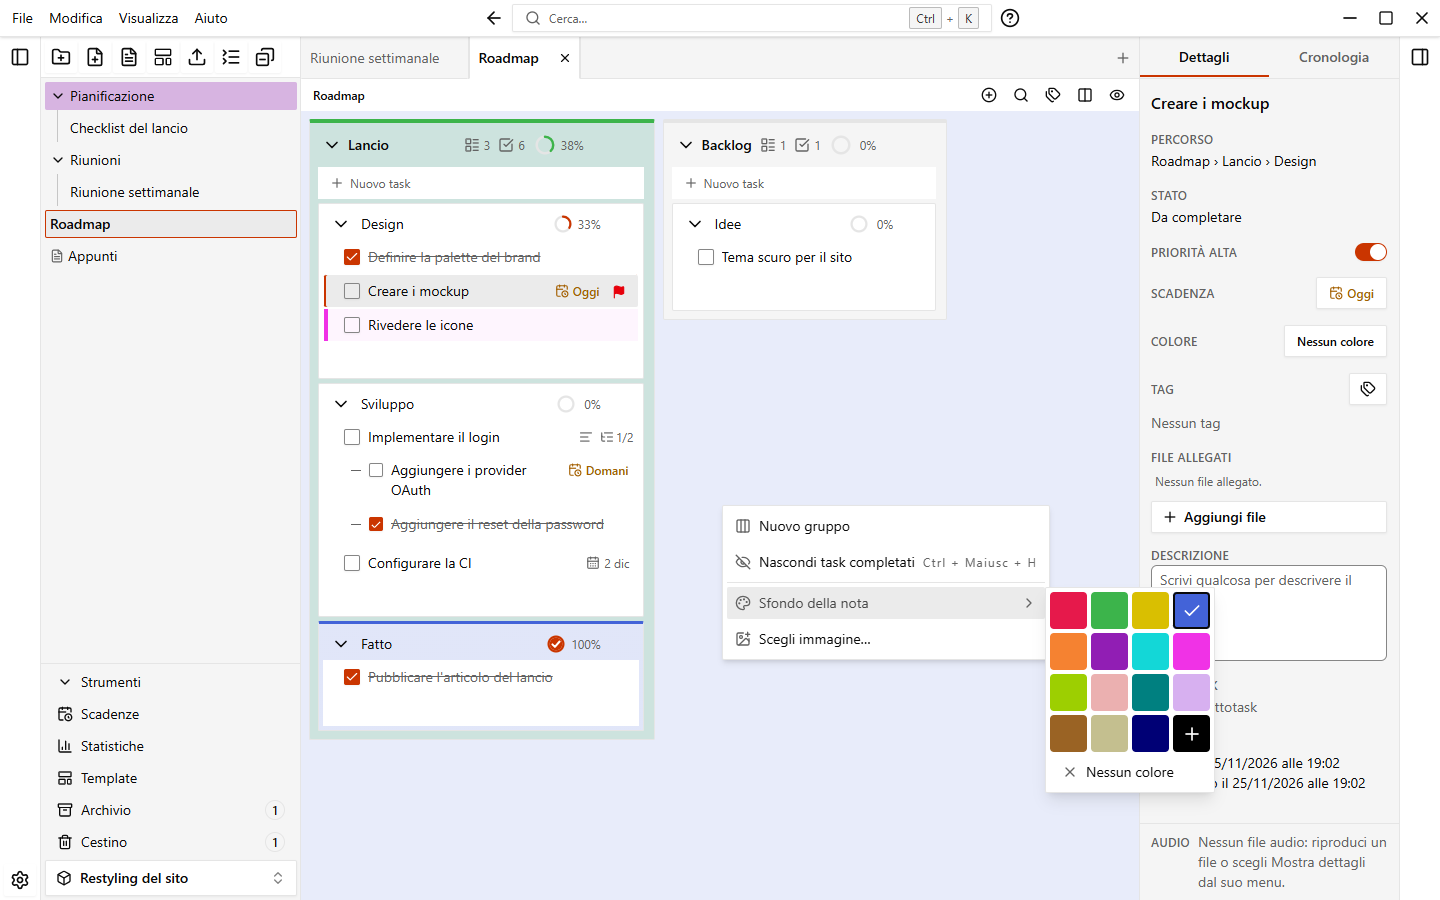 File Modifica Visualizza Aiuto
Cerca... Ctrl + K
Riunione settimanale Roadmap
Dettagli Cronologia
Pianificazione
Checklist del lancio
Riunioni
Riunione settimanale
Roadmap
Appunti
Strumenti
Scadenze
Statistiche
Template
Archivio 1
Cestino 1
Restyling del sito
Roadmap
Lancio 3 6 38%
+ Nuovo task
Design 33%
Definire la palette del brand
Creare i mockup Oggi
Rivedere le icone
Sviluppo 0%
Implementare il login 1/2
Aggiungere i provider Domani
OAuth
Aggiungere il reset della password
Configurare la CI 2 dic
Fatto 100%
Pubblicare l'articolo del lancio
Backlog 1 1 0%
+ Nuovo task
Idee 0%
Tema scuro per il sito
Nuovo gruppo
Nascondi task completati Ctrl + Maiusc + H
Sfondo della nota
Scegli immagine...
Nessun colore
Creare i mockup
PERCORSO
Roadmap › Lancio › Design
STATO
Da completare
PRIORITÀ ALTA
SCADENZA Oggi
COLORE Nessun colore
TAG
Nessun tag
FILE ALLEGATI
Nessun file allegato.
+ Aggiungi file
DESCRIZIONE
Scrivi qualcosa per descrivere il
ttotask
5/11/2026 alle 19:02
o il 25/11/2026 alle 19:02
AUDIO Nessun file audio: riproduci un
file o scegli Mostra dettagli
dal suo menu.